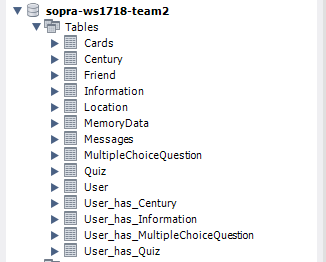 sopra-ws1718-team2
Tables
Cards
Century
Friend
Information
Location
MemoryData
Messages
MultipleChoiceQuestion
Quiz
User
User_has_Century
User_has_Information
User_has_MultipleChoiceQuestion
User_has_Quiz